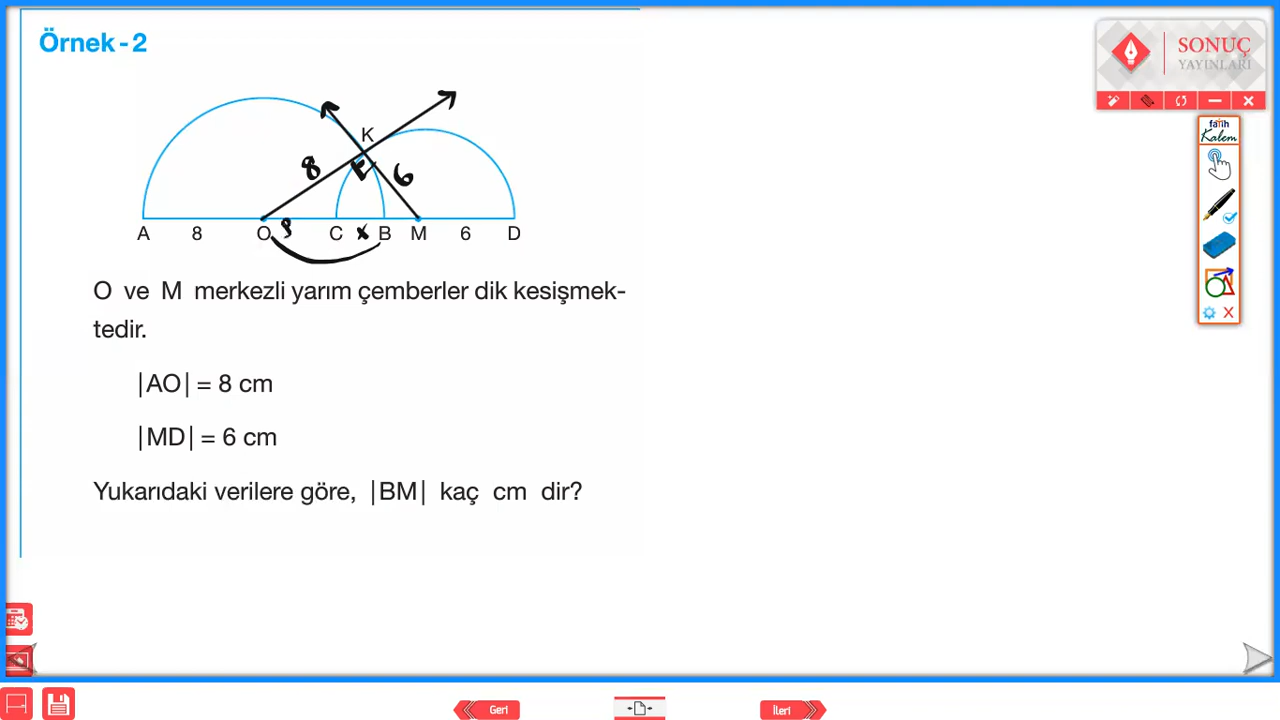 Örnek - 2
SONUÇ
YAYINLARI
fatih
Kalem
K
8
6
A 8 O 8 C x B M 6 D
O ve M merkezli yarım çemberler dik kesişmek-
tedir.
|AO| = 8 cm
|MD| = 6 cm
Yukarıdaki verilere göre, |BM| kaç cm dir?
Geri
İleri